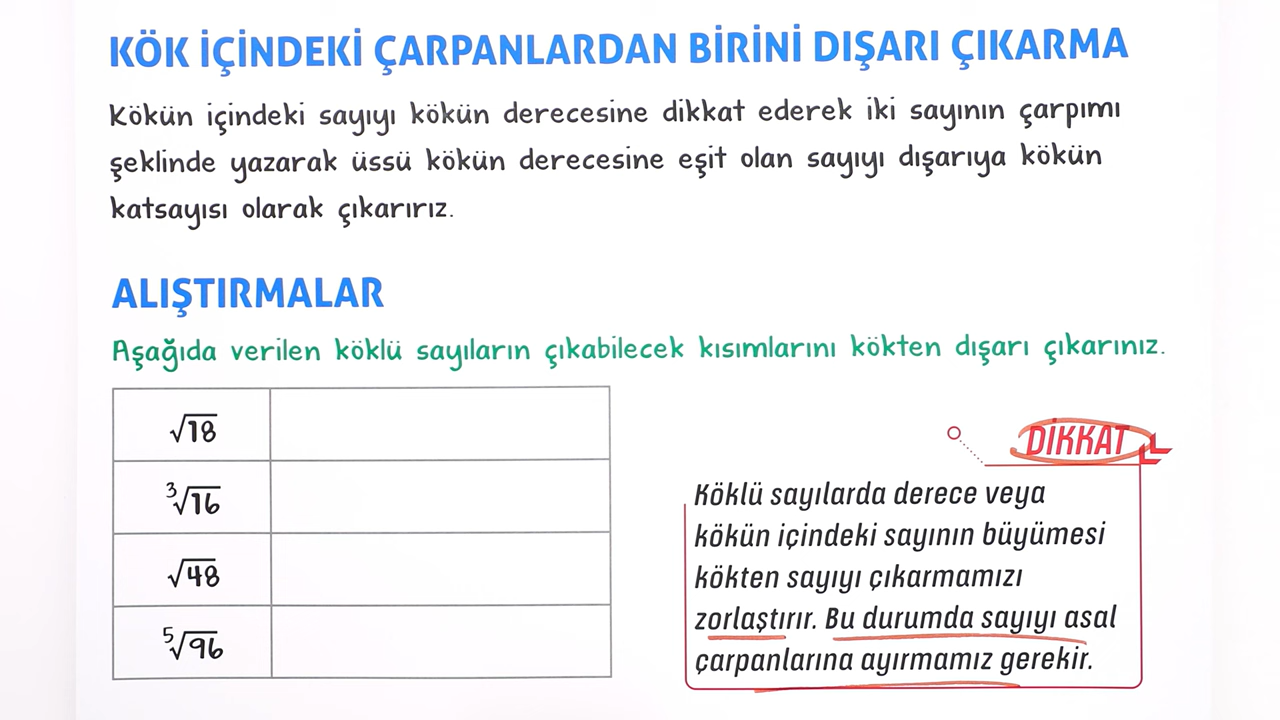 KÖK İÇİNDEKİ ÇARPANLARDAN BİRİNİ DIŞARI ÇIKARMA
Kökün içindeki sayıyı kökün derecesine dikkat ederek iki sayının çarpımı
şeklinde yazarak üssü kökün derecesine eşit olan sayıyı dışarıya kökün
katsayısı olarak çıkarırız.
ALIŞTIRMALAR
Aşağıda verilen köklü sayıların çıkabilecek kısımlarını kökten dışarı çıkarınız.
√18
³√16
√48
⁵√96
DİKKAT
Köklü sayılarda derece veya
kökün içindeki sayının büyümesi
kökten sayıyı çıkarmamızı
zorlaştırır. Bu durumda sayıyı asal
çarpanlarına ayırmamız gerekir.